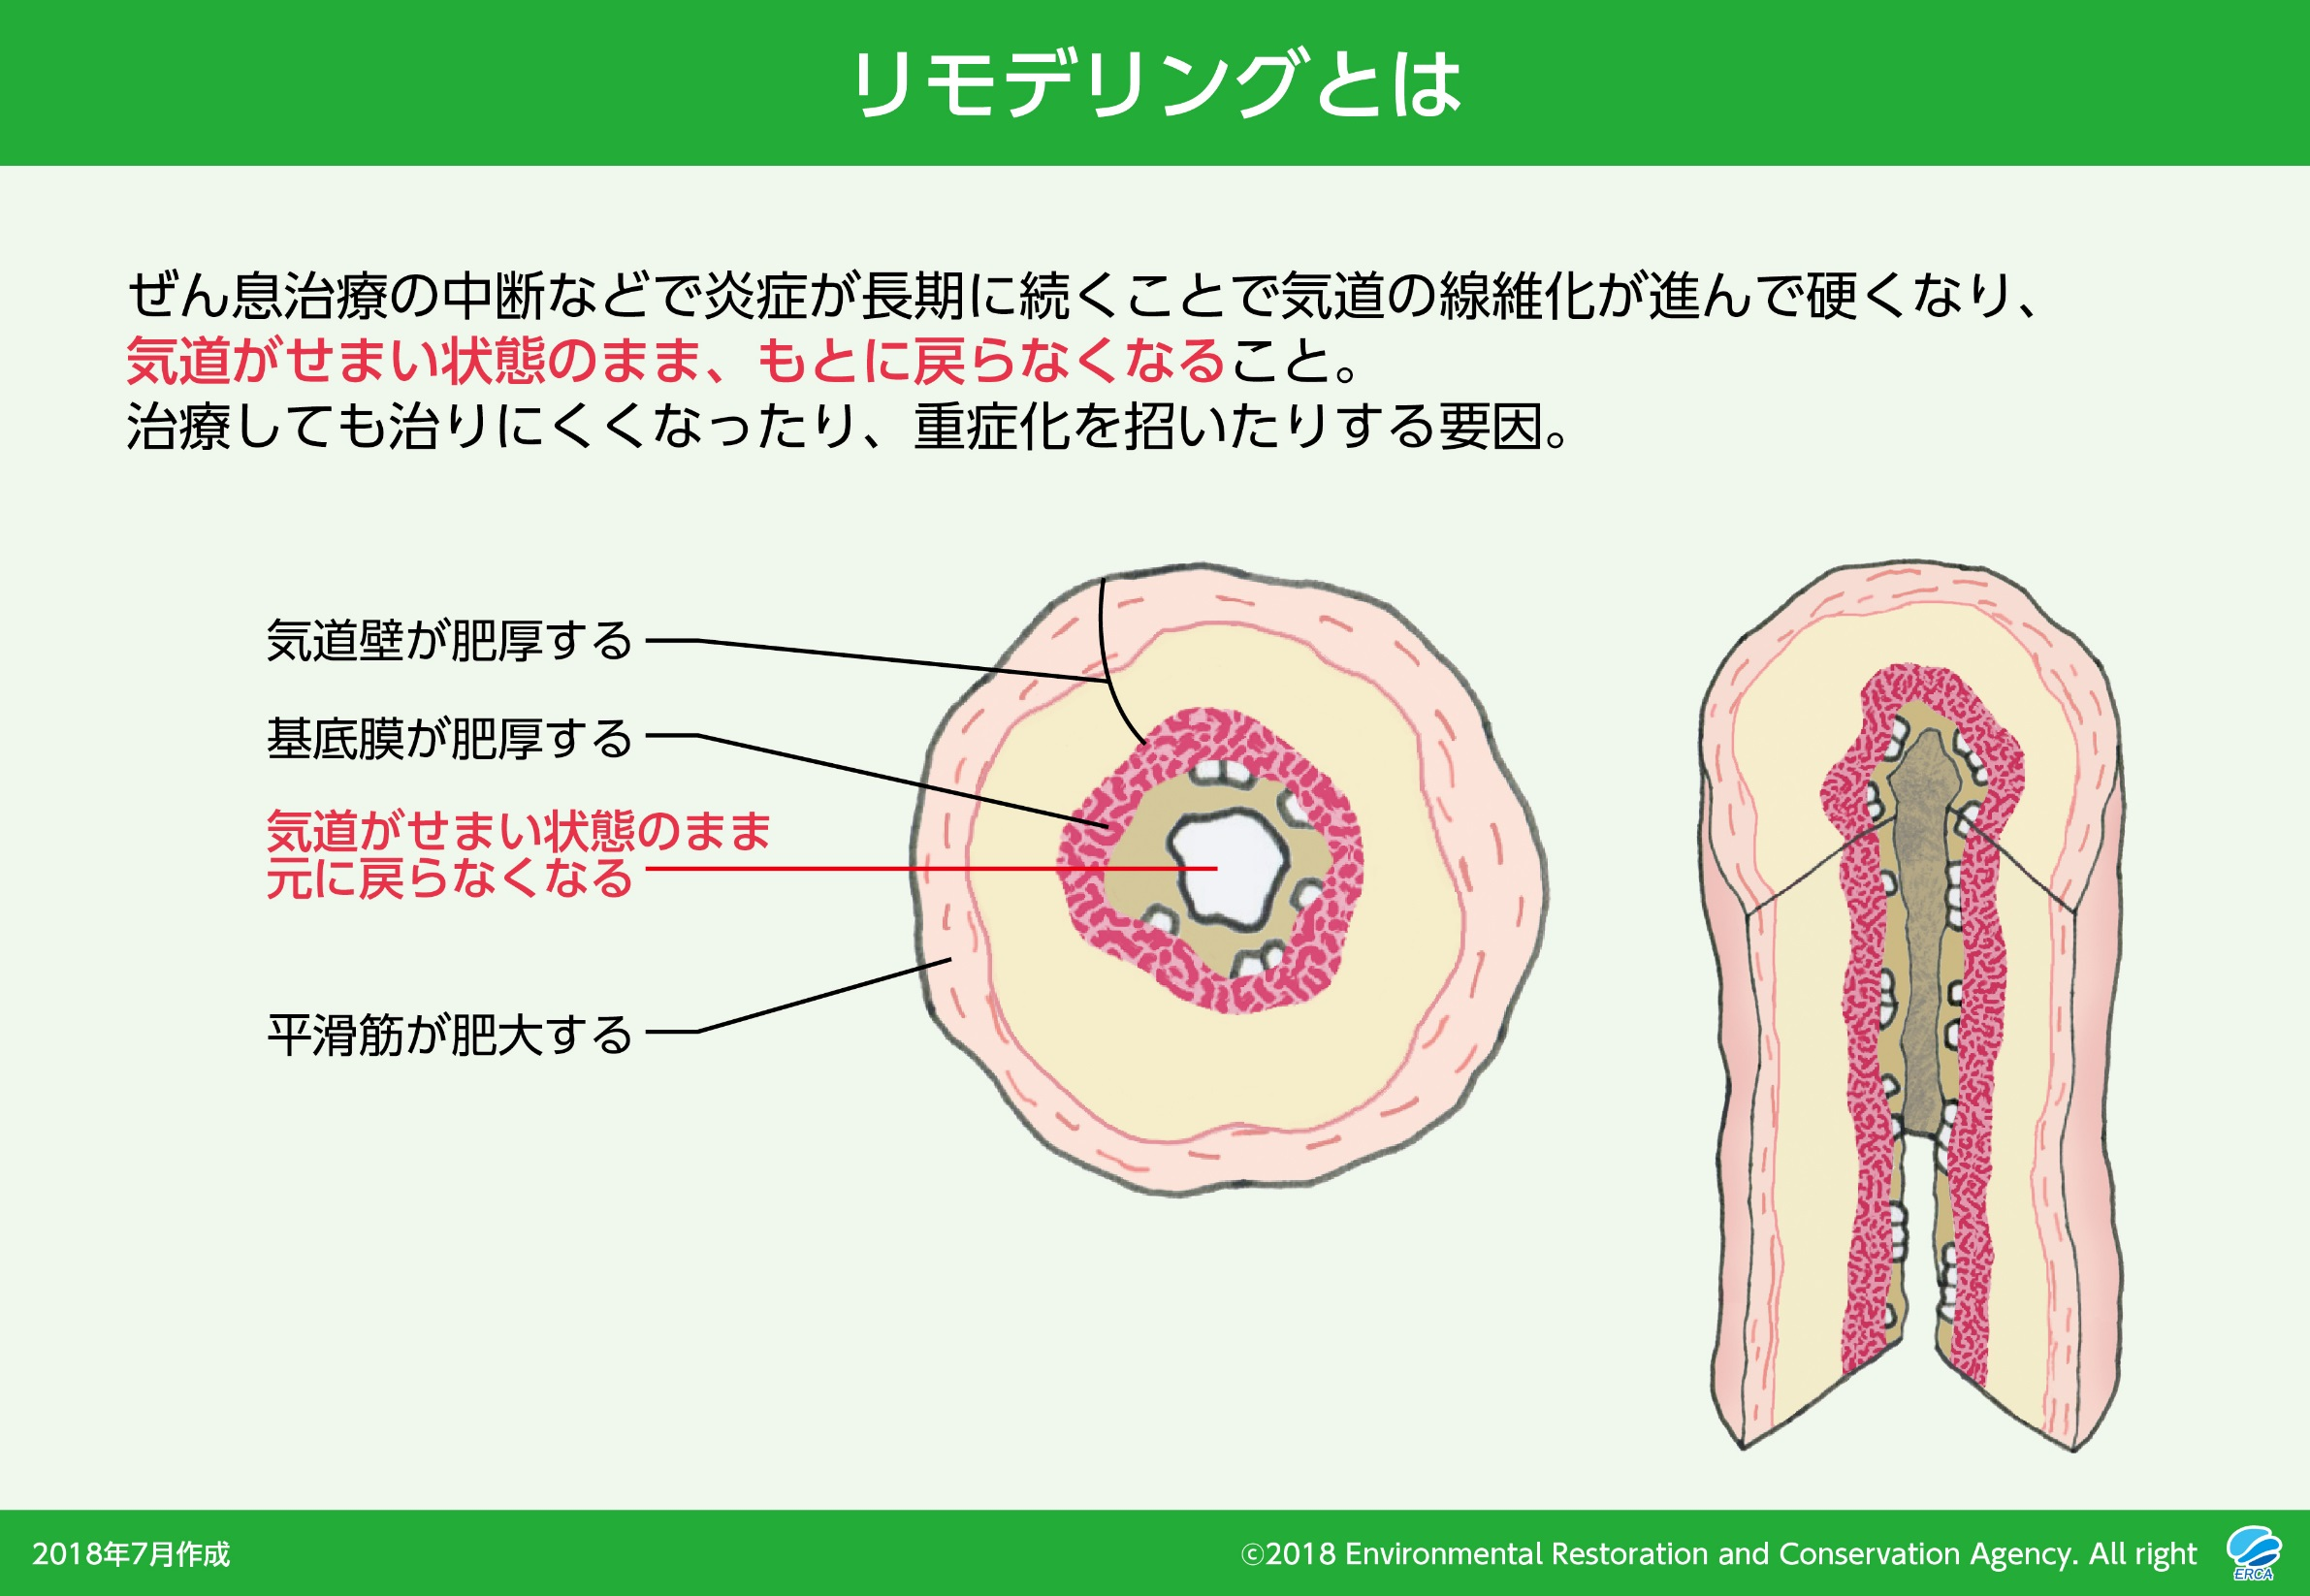 リモデリングとは
ぜん息治療の中断などで炎症が長期に続くことで気道の線維化が進んで硬くなり、
気道がせまい状態のまま、もとに戻らなくなること。
治療しても治りにくくなったり、重症化を招いたりする要因。
気道壁が肥厚する
基底膜が肥厚する
気道がせまい状態のまま
元に戻らなくなる
平滑筋が肥大する
2018年7月作成
©2018 Environmental Restoration and Conservation Agency. All right
ERCA